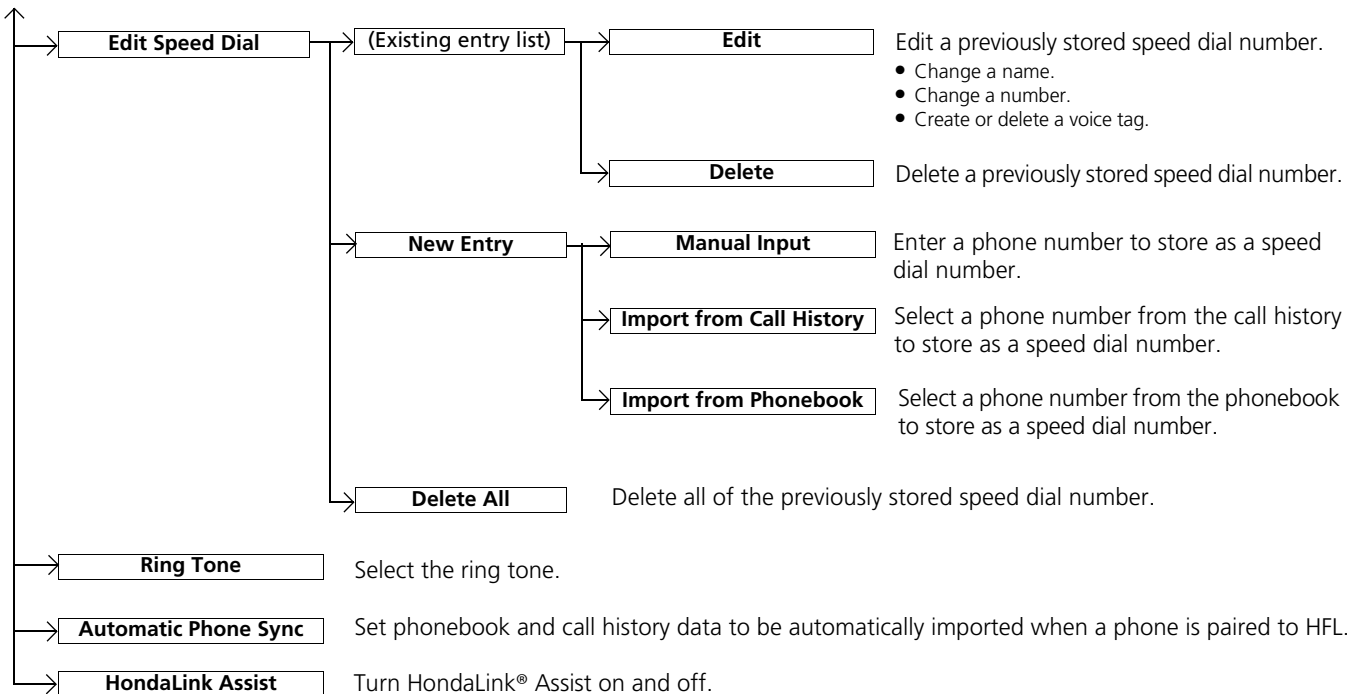 Edit Speed Dial
(Existing entry list)
Edit
Edit a previously stored speed dial number.
• Change a name.
• Change a number.
• Create or delete a voice tag.
Delete
Delete a previously stored speed dial number.
New Entry
Manual Input
Enter a phone number to store as a speed
dial number.
Import from Call History
Select a phone number from the call history
to store as a speed dial number.
Import from Phonebook
Select a phone number from the phonebook
to store as a speed dial number.
Delete All
Delete all of the previously stored speed dial number.
Ring Tone
Select the ring tone.
Automatic Phone Sync
Set phonebook and call history data to be automatically imported when a phone is paired to HFL.
HondaLink Assist
Turn HondaLink® Assist on and off.